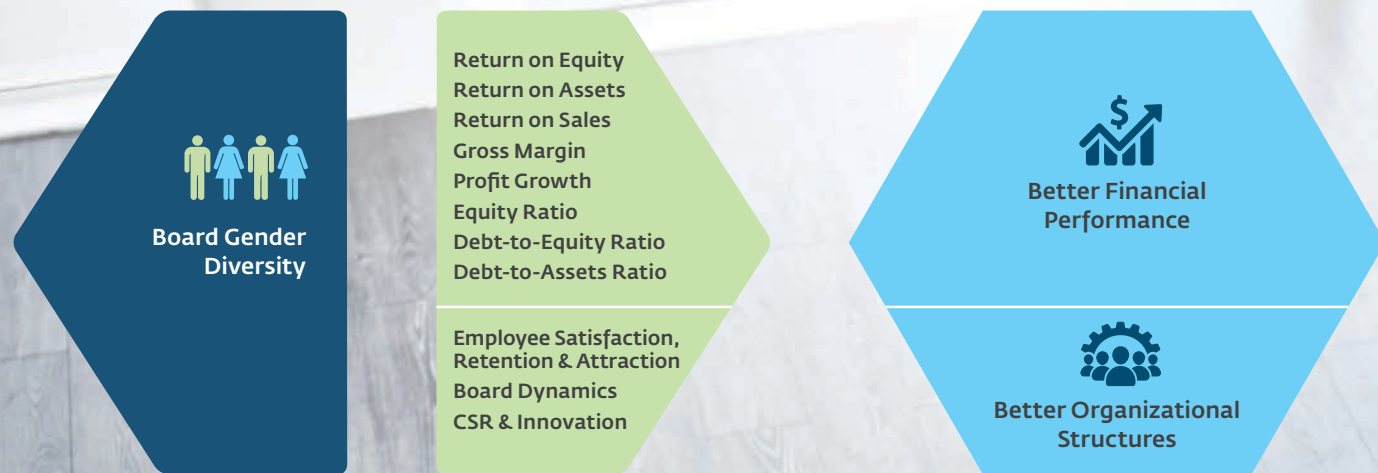 Board Gender
Diversity
Return on Equity
Return on Assets
Return on Sales
Gross Margin
Profit Growth
Equity Ratio
Debt-to-Equity Ratio
Debt-to-Assets Ratio
Employee Satisfaction,
Retention & Attraction
Board Dynamics
CSR & Innovation
$
Better Financial
Performance
Better Organizational
Structures